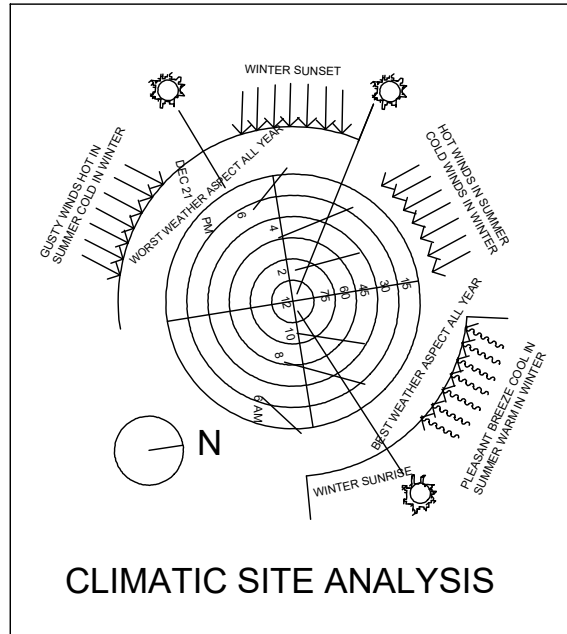 WINTER SUNSET
GUSTY WINDS HOT IN
SUMMER COLD IN WINTER
DEC 21
WORST WEATHER ASPECT ALL YEAR
HOT WINDS IN SUMMER
COLD WINDS IN WINTER
PM
6
4
2
12
10
8
6 AM
75
60
45
30
15
BEST WEATHER ASPECT ALL YEAR
PLEASANT BREEZE COOL IN
SUMMER WARM IN WINTER
WINTER SUNRISE
N
CLIMATIC SITE ANALYSIS